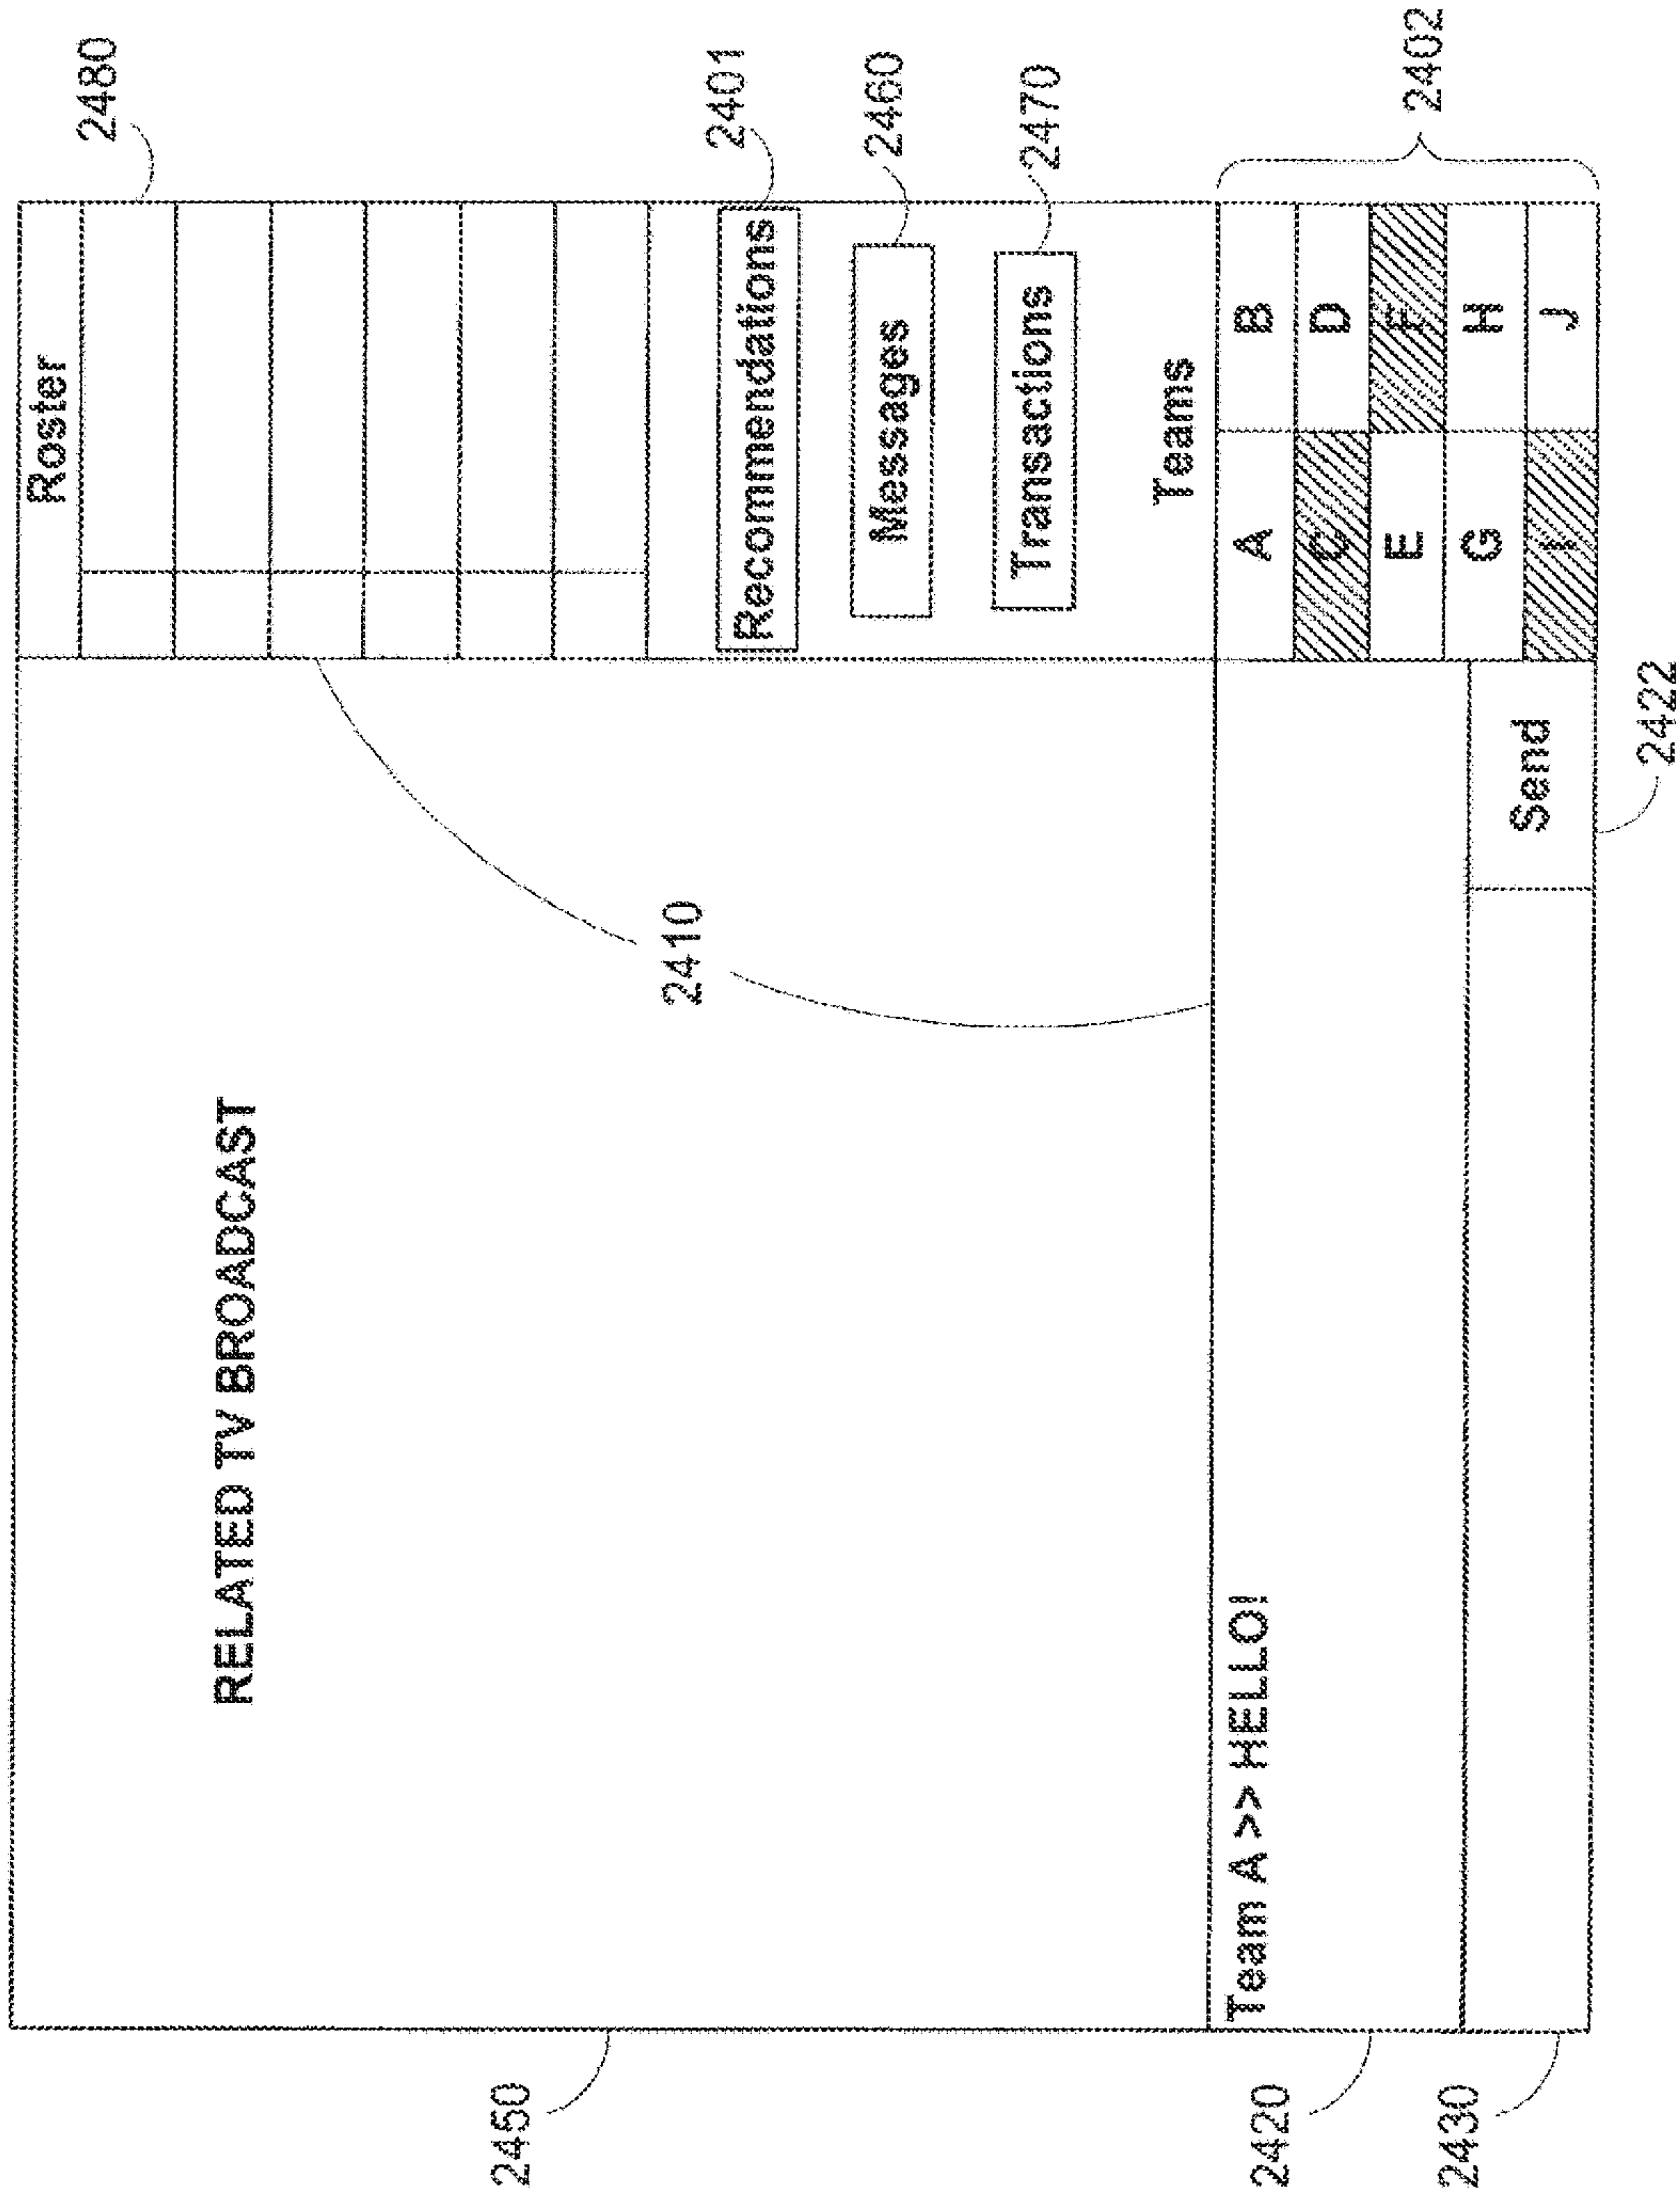 Roster
2480
RELATED TV BROADCAST
2410
Recommendations
2401
Messages
2460
Transactions
2470
2450
Teams
Team A >> HELLO!
A B
C D
E F
G H
I J
2402
2420
Send
2430
2422